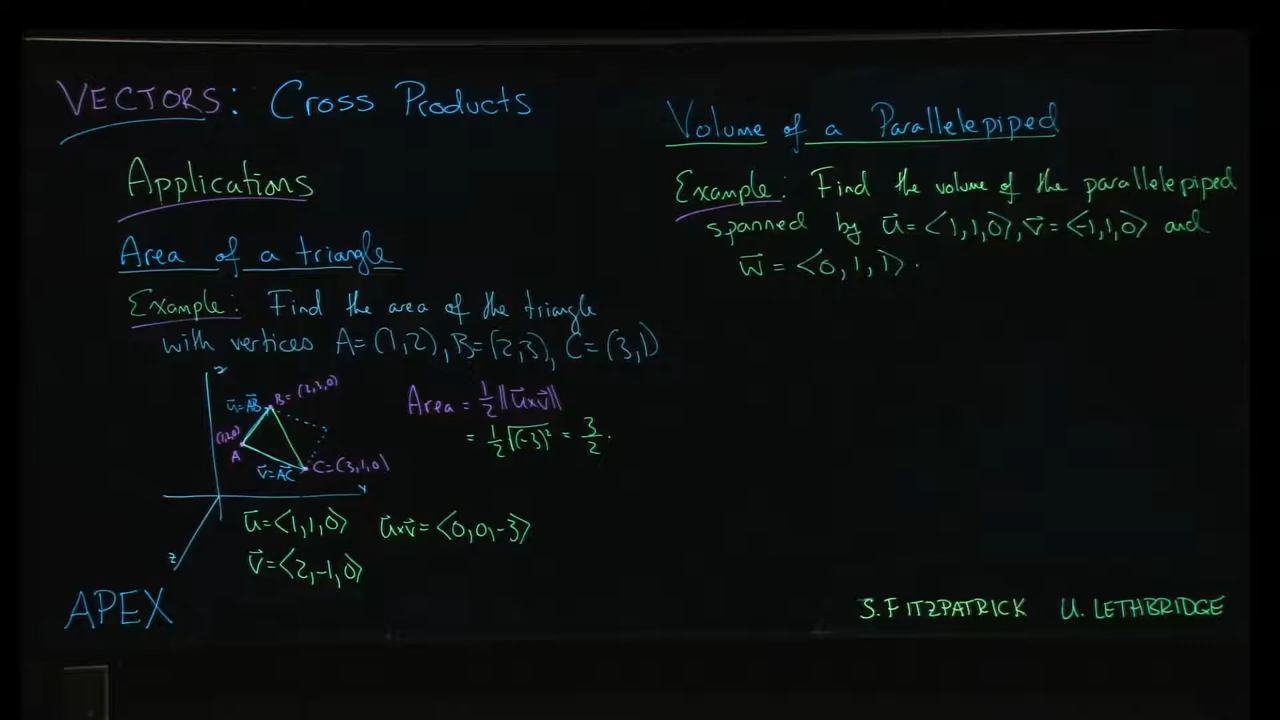 VECTORS: Cross Products
Applications
Area of a triangle
Example: Find the area of the triangle
with vertices A=(1,2), B=(2,3), C=(3,1)
z
u⃗=AB⃗ B=(2,3,0)
(1,2,0)
A
v⃗=AC⃗ C=(3,1,0)
y
z
u⃗=⟨1,1,0⟩ u⃗×v⃗=⟨0,0,-3⟩
v⃗=⟨2,-1,0⟩
Area = 1/2 ||u⃗×v⃗||
= 1/2 √(-3)² = 3/2.
APEX
Volume of a Parallelepiped
Example: Find the volume of the parallelepiped
spanned by u⃗=⟨1,1,0⟩, v⃗=⟨-1,1,0⟩ and
w⃗=⟨0,1,1⟩.
S.FITZPATRICK U. LETHBRIDGE